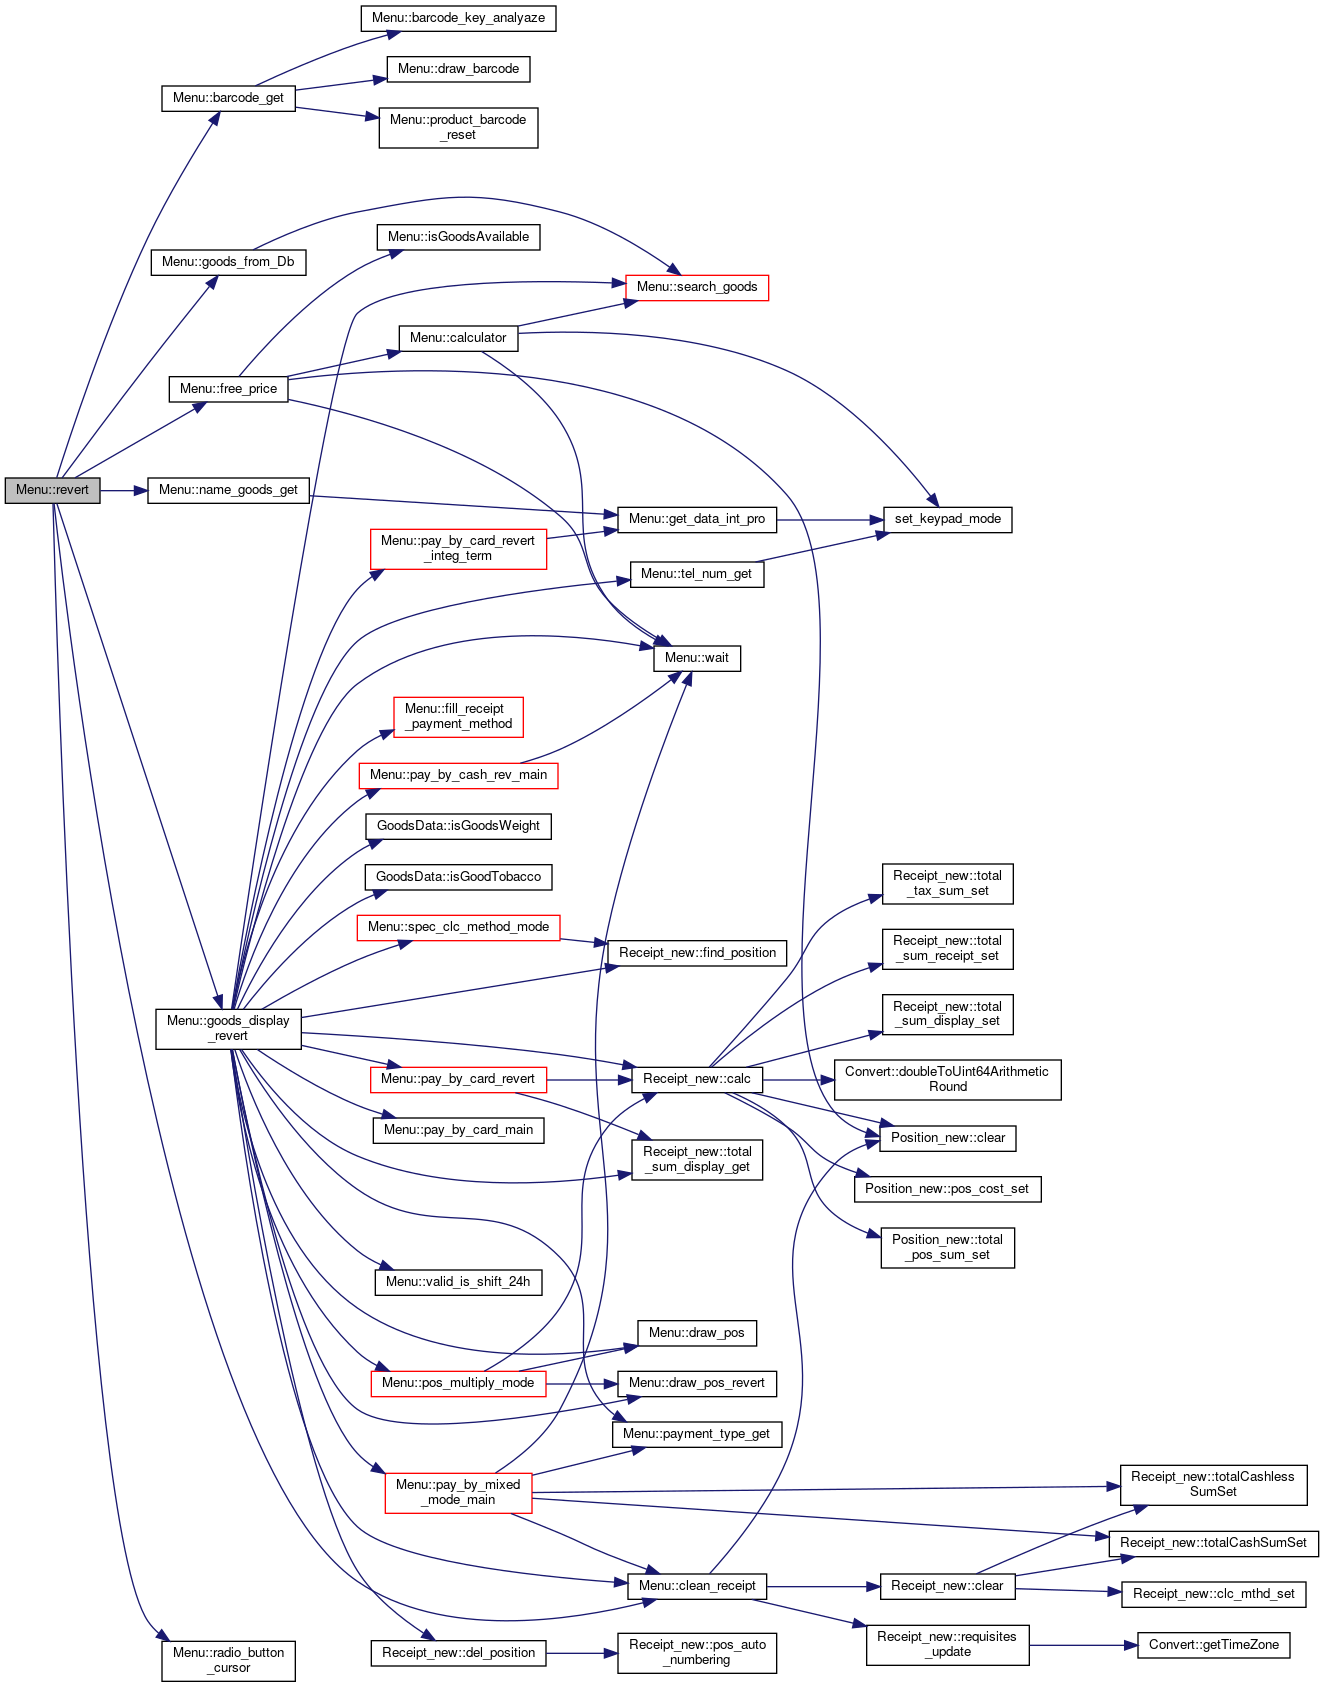 Menu::barcode_key_analyaze
Menu::draw_barcode
Menu::barcode_get
Menu::product_barcode
_reset
Menu::isGoodsAvailable
Menu::goods_from_Db
Menu::search_goods
Menu::calculator
Menu::free_price
Menu::revert
Menu::name_goods_get
Menu::get_data_int_pro
set_keypad_mode
Menu::pay_by_card_revert
_integ_term
Menu::tel_num_get
Menu::wait
Menu::fill_receipt
_payment_method
Menu::pay_by_cash_rev_main
GoodsData::isGoodsWeight
GoodsData::isGoodTobacco
Receipt_new::total
_tax_sum_set
Menu::spec_clc_method_mode
Receipt_new::find_position
Receipt_new::total
_sum_receipt_set
Menu::goods_display
_revert
Receipt_new::total
_sum_display_set
Menu::pay_by_card_revert
Receipt_new::calc
Convert::doubleToUint64Arithmetic
Round
Menu::pay_by_card_main
Position_new::clear
Receipt_new::total
_sum_display_get
Position_new::pos_cost_set
Position_new::total
_pos_sum_set
Menu::valid_is_shift_24h
Menu::draw_pos
Menu::pos_multiply_mode
Menu::draw_pos_revert
Menu::payment_type_get
Menu::pay_by_mixed
_mode_main
Receipt_new::totalCashless
SumSet
Receipt_new::totalCashSumSet
Menu::clean_receipt
Receipt_new::clear
Receipt_new::clc_mthd_set
Menu::radio_button
_cursor
Receipt_new::del_position
Receipt_new::pos_auto
_numbering
Receipt_new::requisites
_update
Convert::getTimeZone